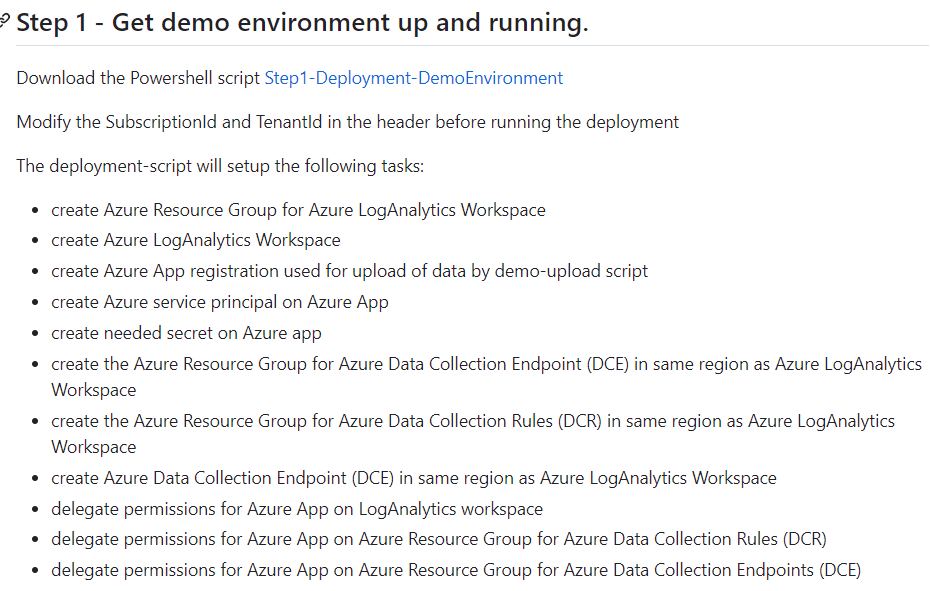 Step 1 - Get demo environment up and running.
Download the Powershell script Step1-Deployment-DemoEnvironment
Modify the SubscriptionId and TenantId in the header before running the deployment
The deployment-script will setup the following tasks:
• create Azure Resource Group for Azure LogAnalytics Workspace
• create Azure LogAnalytics Workspace
• create Azure App registration used for upload of data by demo-upload script
• create Azure service principal on Azure App
• create needed secret on Azure app
• create the Azure Resource Group for Azure Data Collection Endpoint (DCE) in same region as Azure LogAnalytics
Workspace
• create the Azure Resource Group for Azure Data Collection Rules (DCR) in same region as Azure LogAnalytics
Workspace
• create Azure Data Collection Endpoint (DCE) in same region as Azure LogAnalytics Workspace
• delegate permissions for Azure App on LogAnalytics workspace
• delegate permissions for Azure App on Azure Resource Group for Azure Data Collection Rules (DCR)
• delegate permissions for Azure App on Azure Resource Group for Azure Data Collection Endpoints (DCE)